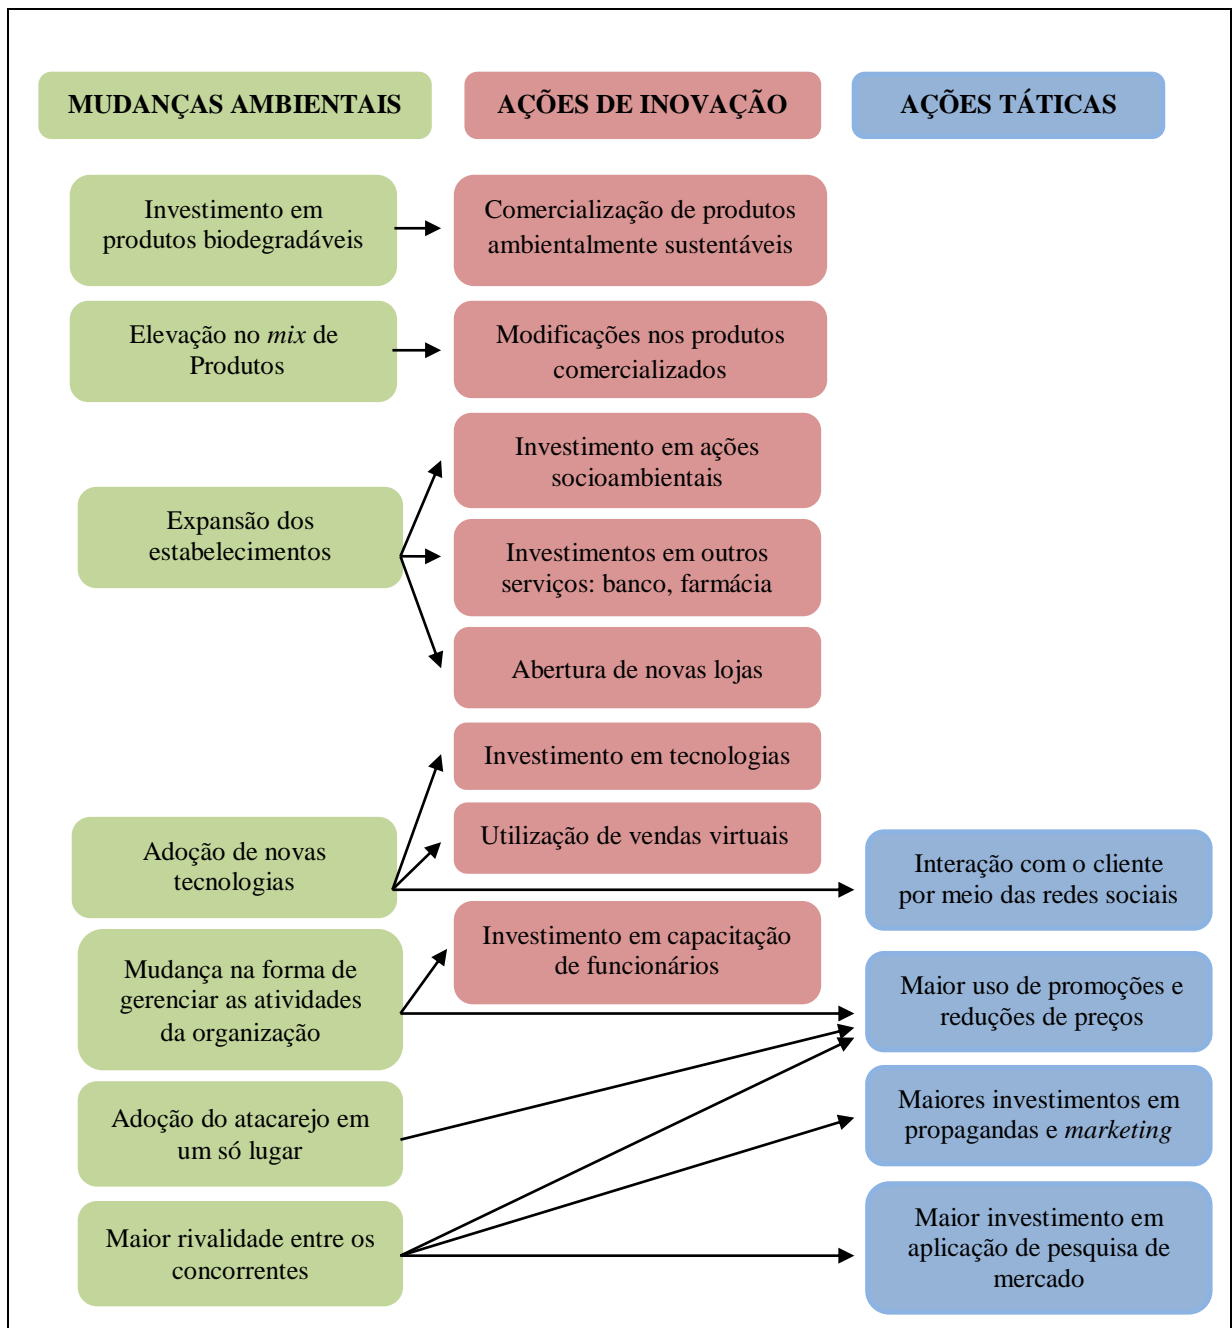 MUDANÇAS AMBIENTAIS
AÇÕES DE INOVAÇÃO
AÇÕES TÁTICAS
Investimento em
produtos biodegradáveis
Comercialização de produtos
ambientalmente sustentáveis
Elevação no mix de
Produtos
Modificações nos produtos
comercializados
Expansão dos
estabelecimentos
Investimento em ações
socioambientais
Investimentos em outros
serviços: banco, farmácia
Abertura de novas lojas
Adoção de novas
tecnologias
Investimento em tecnologias
Utilização de vendas virtuais
Interação com o cliente
por meio das redes sociais
Mudança na forma de
gerenciar as atividades
da organização
Investimento em capacitação
de funcionários
Maior uso de promoções e
reduções de preços
Adoção do atacarejo em
um só lugar
Maiores investimentos em
propagandas e marketing
Maior rivalidade entre os
concorrentes
Maior investimento em
aplicação de pesquisa de
mercado